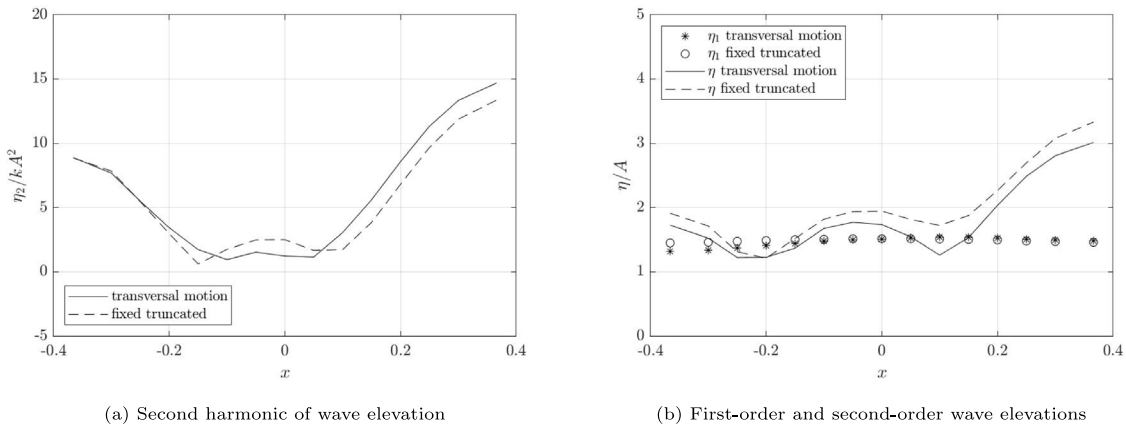 20
15
10
5
0
-5
η₂/kA²
transversal motion
fixed truncated
-0.4 -0.2 0 0.2 0.4
x
(a) Second harmonic of wave elevation
5
4
3
2
1
0
η/A
η₁ transversal motion
η₁ fixed truncated
η transversal motion
η fixed truncated
-0.4 -0.2 0 0.2 0.4
x
(b) First-order and second-order wave elevations